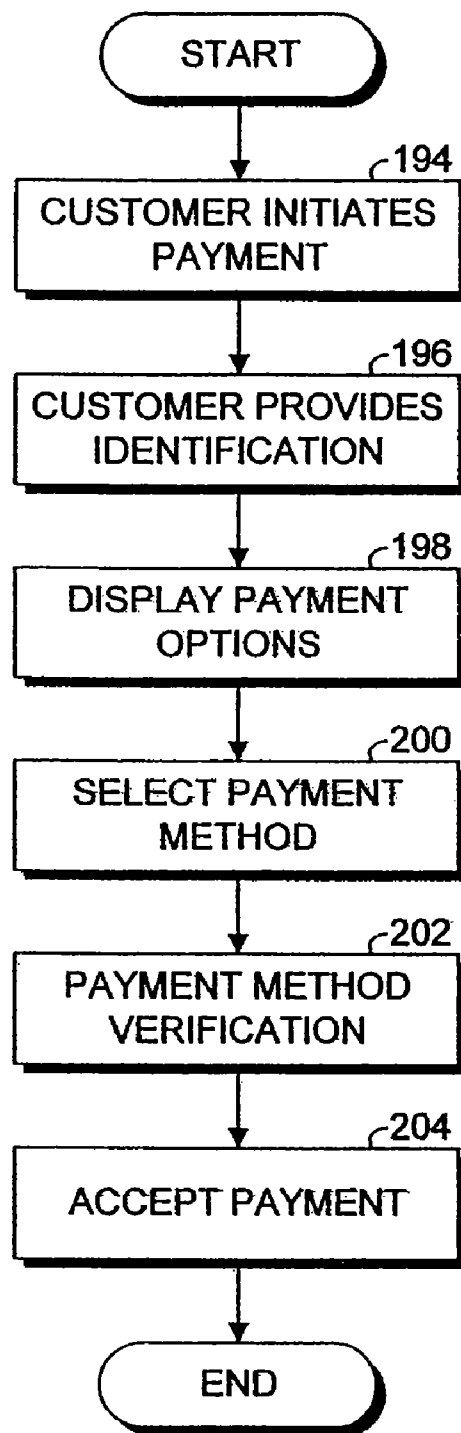 START
194
CUSTOMER INITIATES
PAYMENT
196
CUSTOMER PROVIDES
IDENTIFICATION
198
DISPLAY PAYMENT
OPTIONS
200
SELECT PAYMENT
METHOD
202
PAYMENT METHOD
VERIFICATION
204
ACCEPT PAYMENT
END